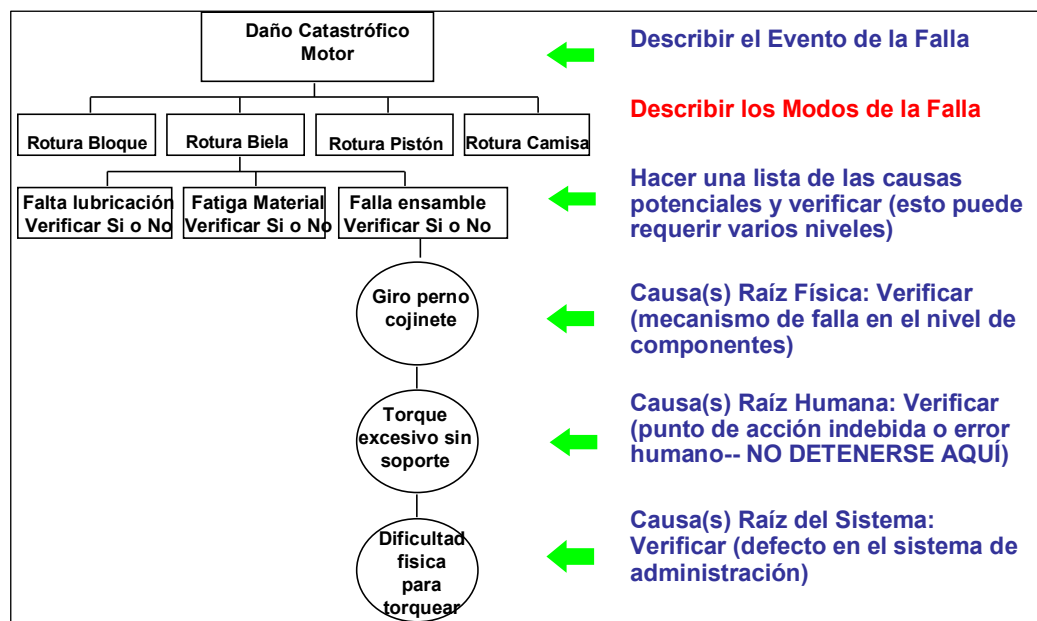 Daño Catastrófico
Motor
Describir el Evento de la Falla
Describir los Modos de la Falla
Rotura Bloque
Rotura Biela
Rotura Pistón
Rotura Camisa
Falta lubricación
Verificar Si o No
Fatiga Material
Verificar Si o No
Falla ensamble
Verificar Si o No
Hacer una lista de las causas
potenciales y verificar (esto puede
requerir varios niveles)
Giro perno
cojinete
Causa(s) Raíz Física: Verificar
(mecanismo de falla en el nivel de
componentes)
Torque
excesivo sin
soporte
Causa(s) Raíz Humana: Verificar
(punto de acción indebida o error
humano-- NO DETENERSE AQUÍ)
Dificultad
fisica
para
torquear
Causa(s) Raíz del Sistema:
Verificar (defecto en el sistema de
administración)